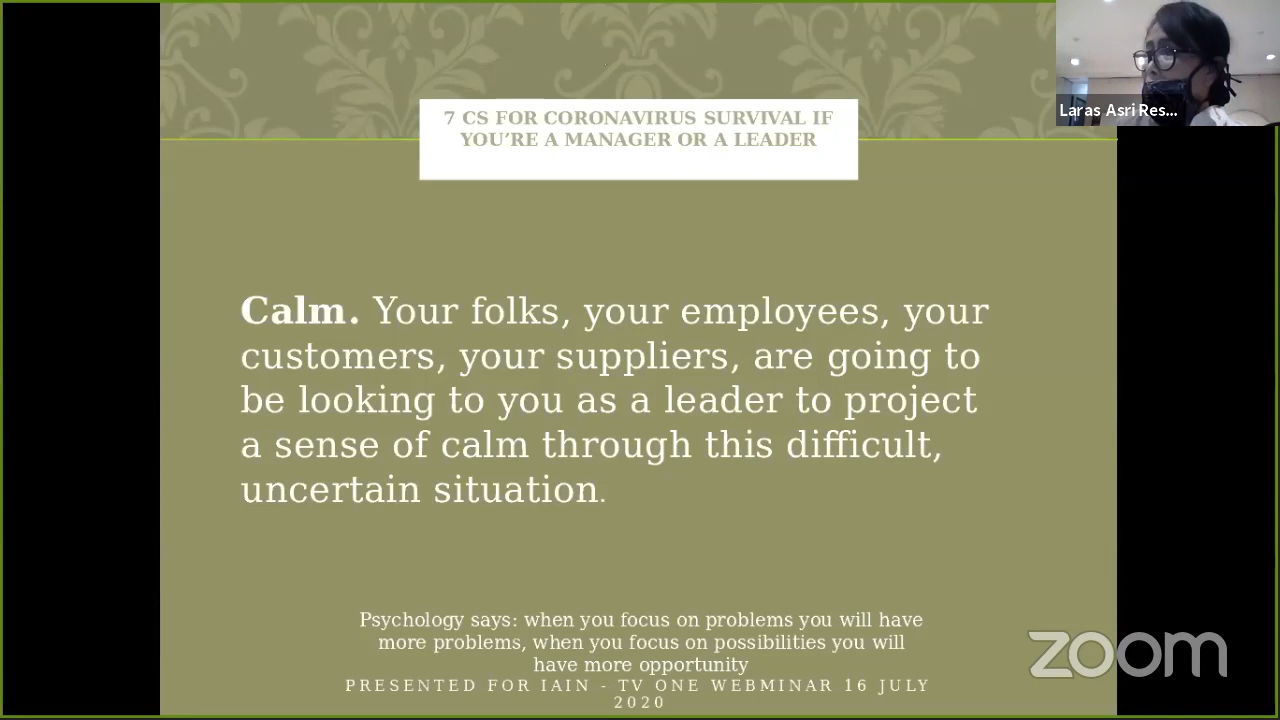 7 CS FOR CORONAVIRUS SURVIVAL IF
YOU’RE A MANAGER OR A LEADER
Laras Asri Res...
Calm. Your folks, your employees, your
customers, your suppliers, are going to
be looking to you as a leader to project
a sense of calm through this difficult,
uncertain situation.
Psychology says: when you focus on problems you will have
more problems, when you focus on possibilities you will
have more opportunity
PRESENTED FOR IAIN - TV ONE WEBMINAR 16 JULY
2020
zoom